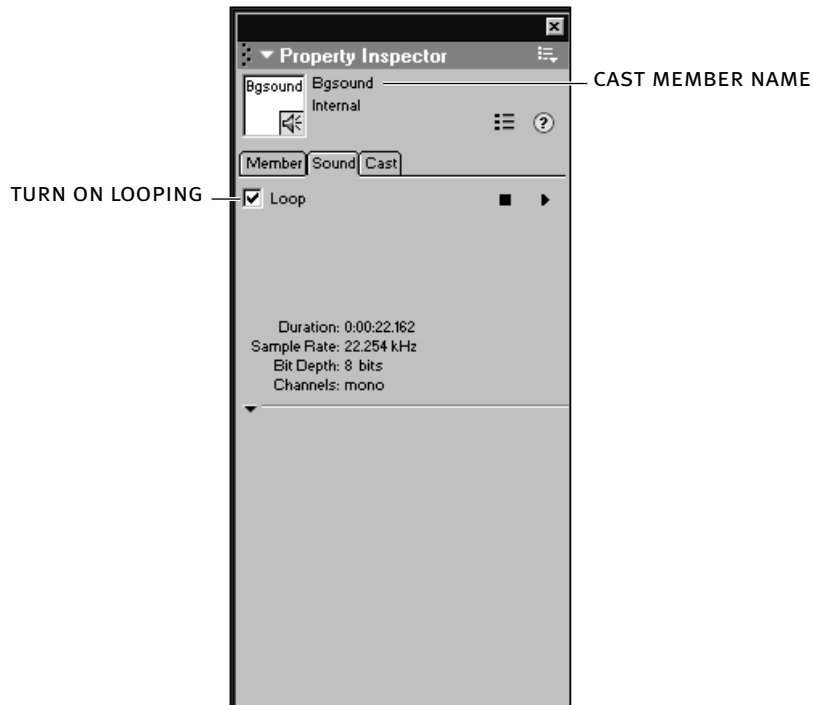 Property Inspector
Bgsound
Bgsound
Internal
CAST MEMBER NAME
Member Sound Cast
TURN ON LOOPING
Loop
Duration: 0:00:22.162
Sample Rate: 22.254 kHz
Bit Depth: 8 bits
Channels: mono